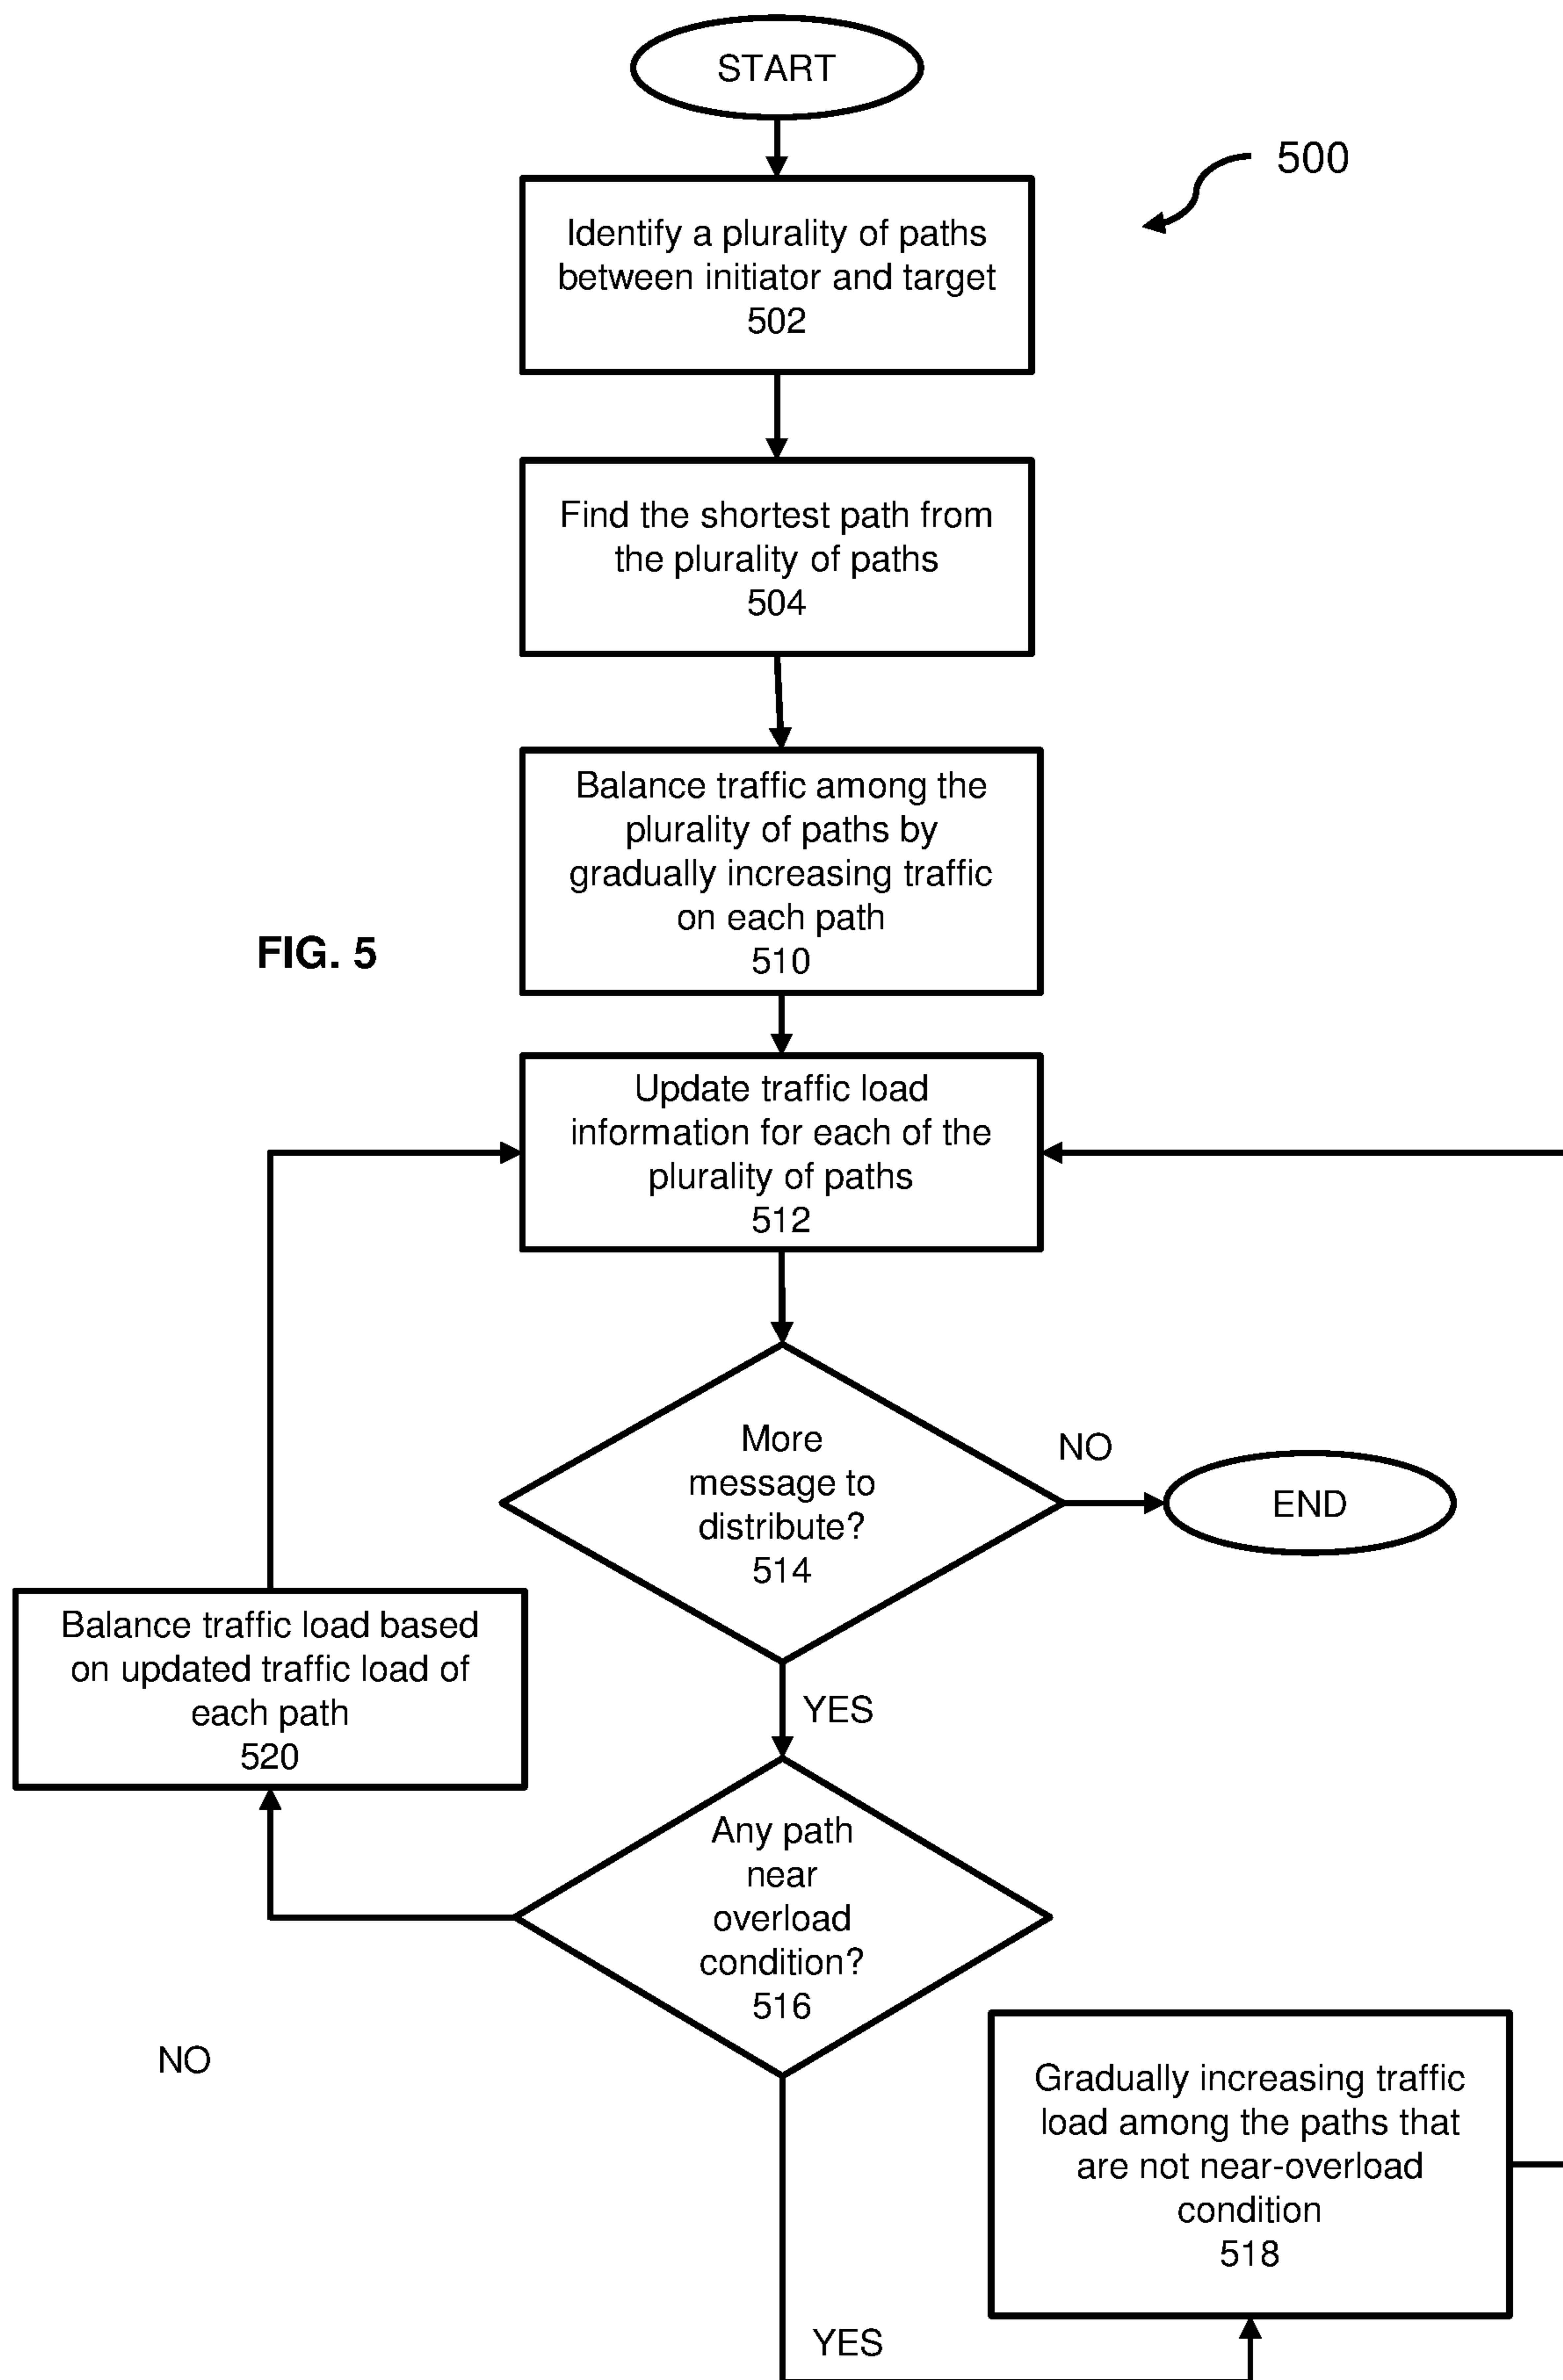 START
500
Identify a plurality of paths
between initiator and target
502
Find the shortest path from
the plurality of paths
504
Balance traffic among the
plurality of paths by
gradually increasing traffic
on each path
510
FIG. 5
Update traffic load
information for each of the
plurality of paths
512
More
message to
distribute?
514
NO
END
Balance traffic load based
on updated traffic load of
each path
520
YES
Any path
near
overload
condition?
516
NO
Gradually increasing traffic
load among the paths that
are not near-overload
condition
518
YES